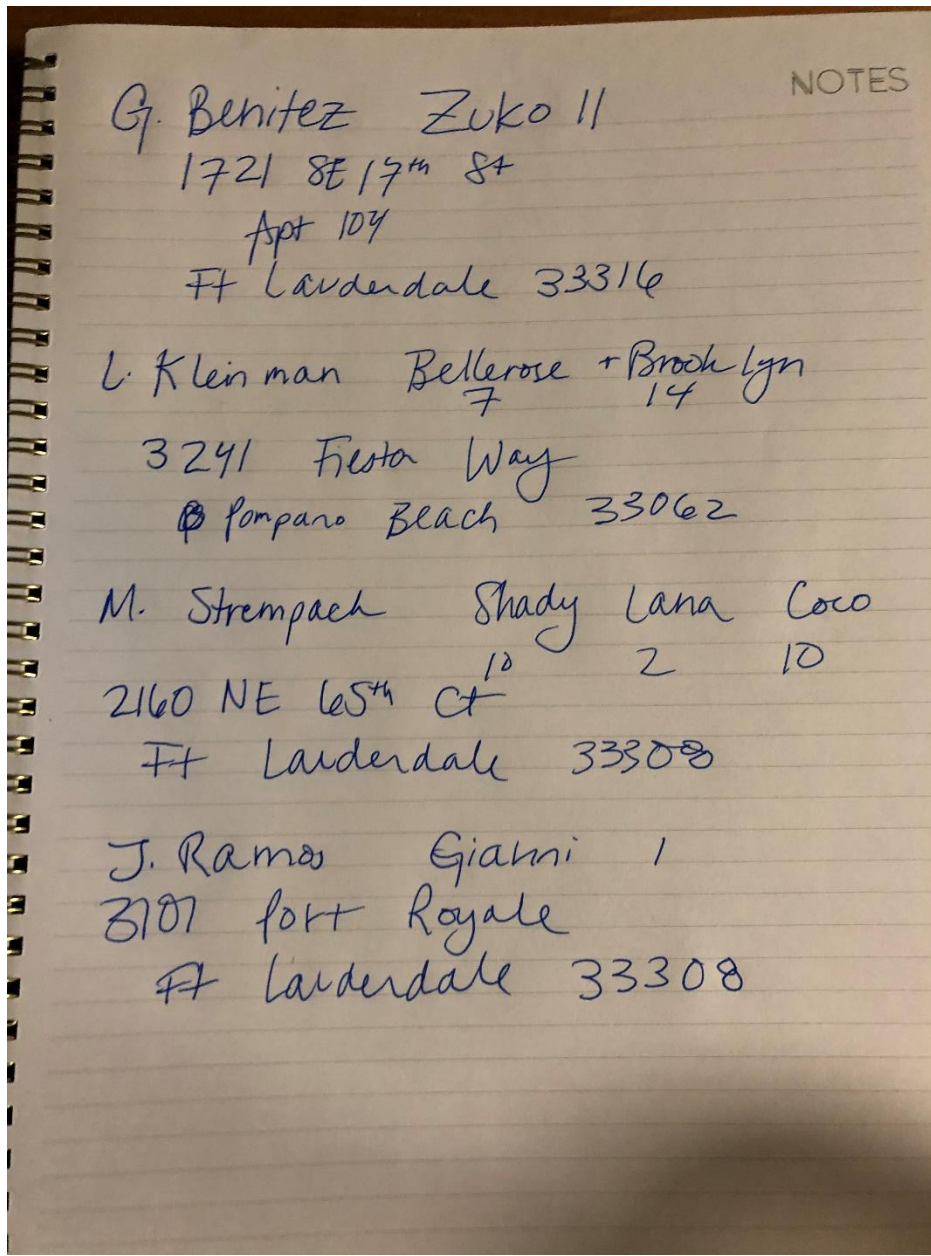 NOTES
G. Benitez Zuko 11
1721 SE 17th St
Apt 104
Ft Lauderdale 33316
L. Kleinman Bellerose + Brooklyn
7 14
3241 Fiesta Way
Pompano Beach 33062
M. Strempach Shady Lana Coco
10 2 10
2160 NE 65th Ct
Ft Lauderdale 33308
J. Ramos Gianni 1
3101 Port Royale
Ft Lauderdale 33308